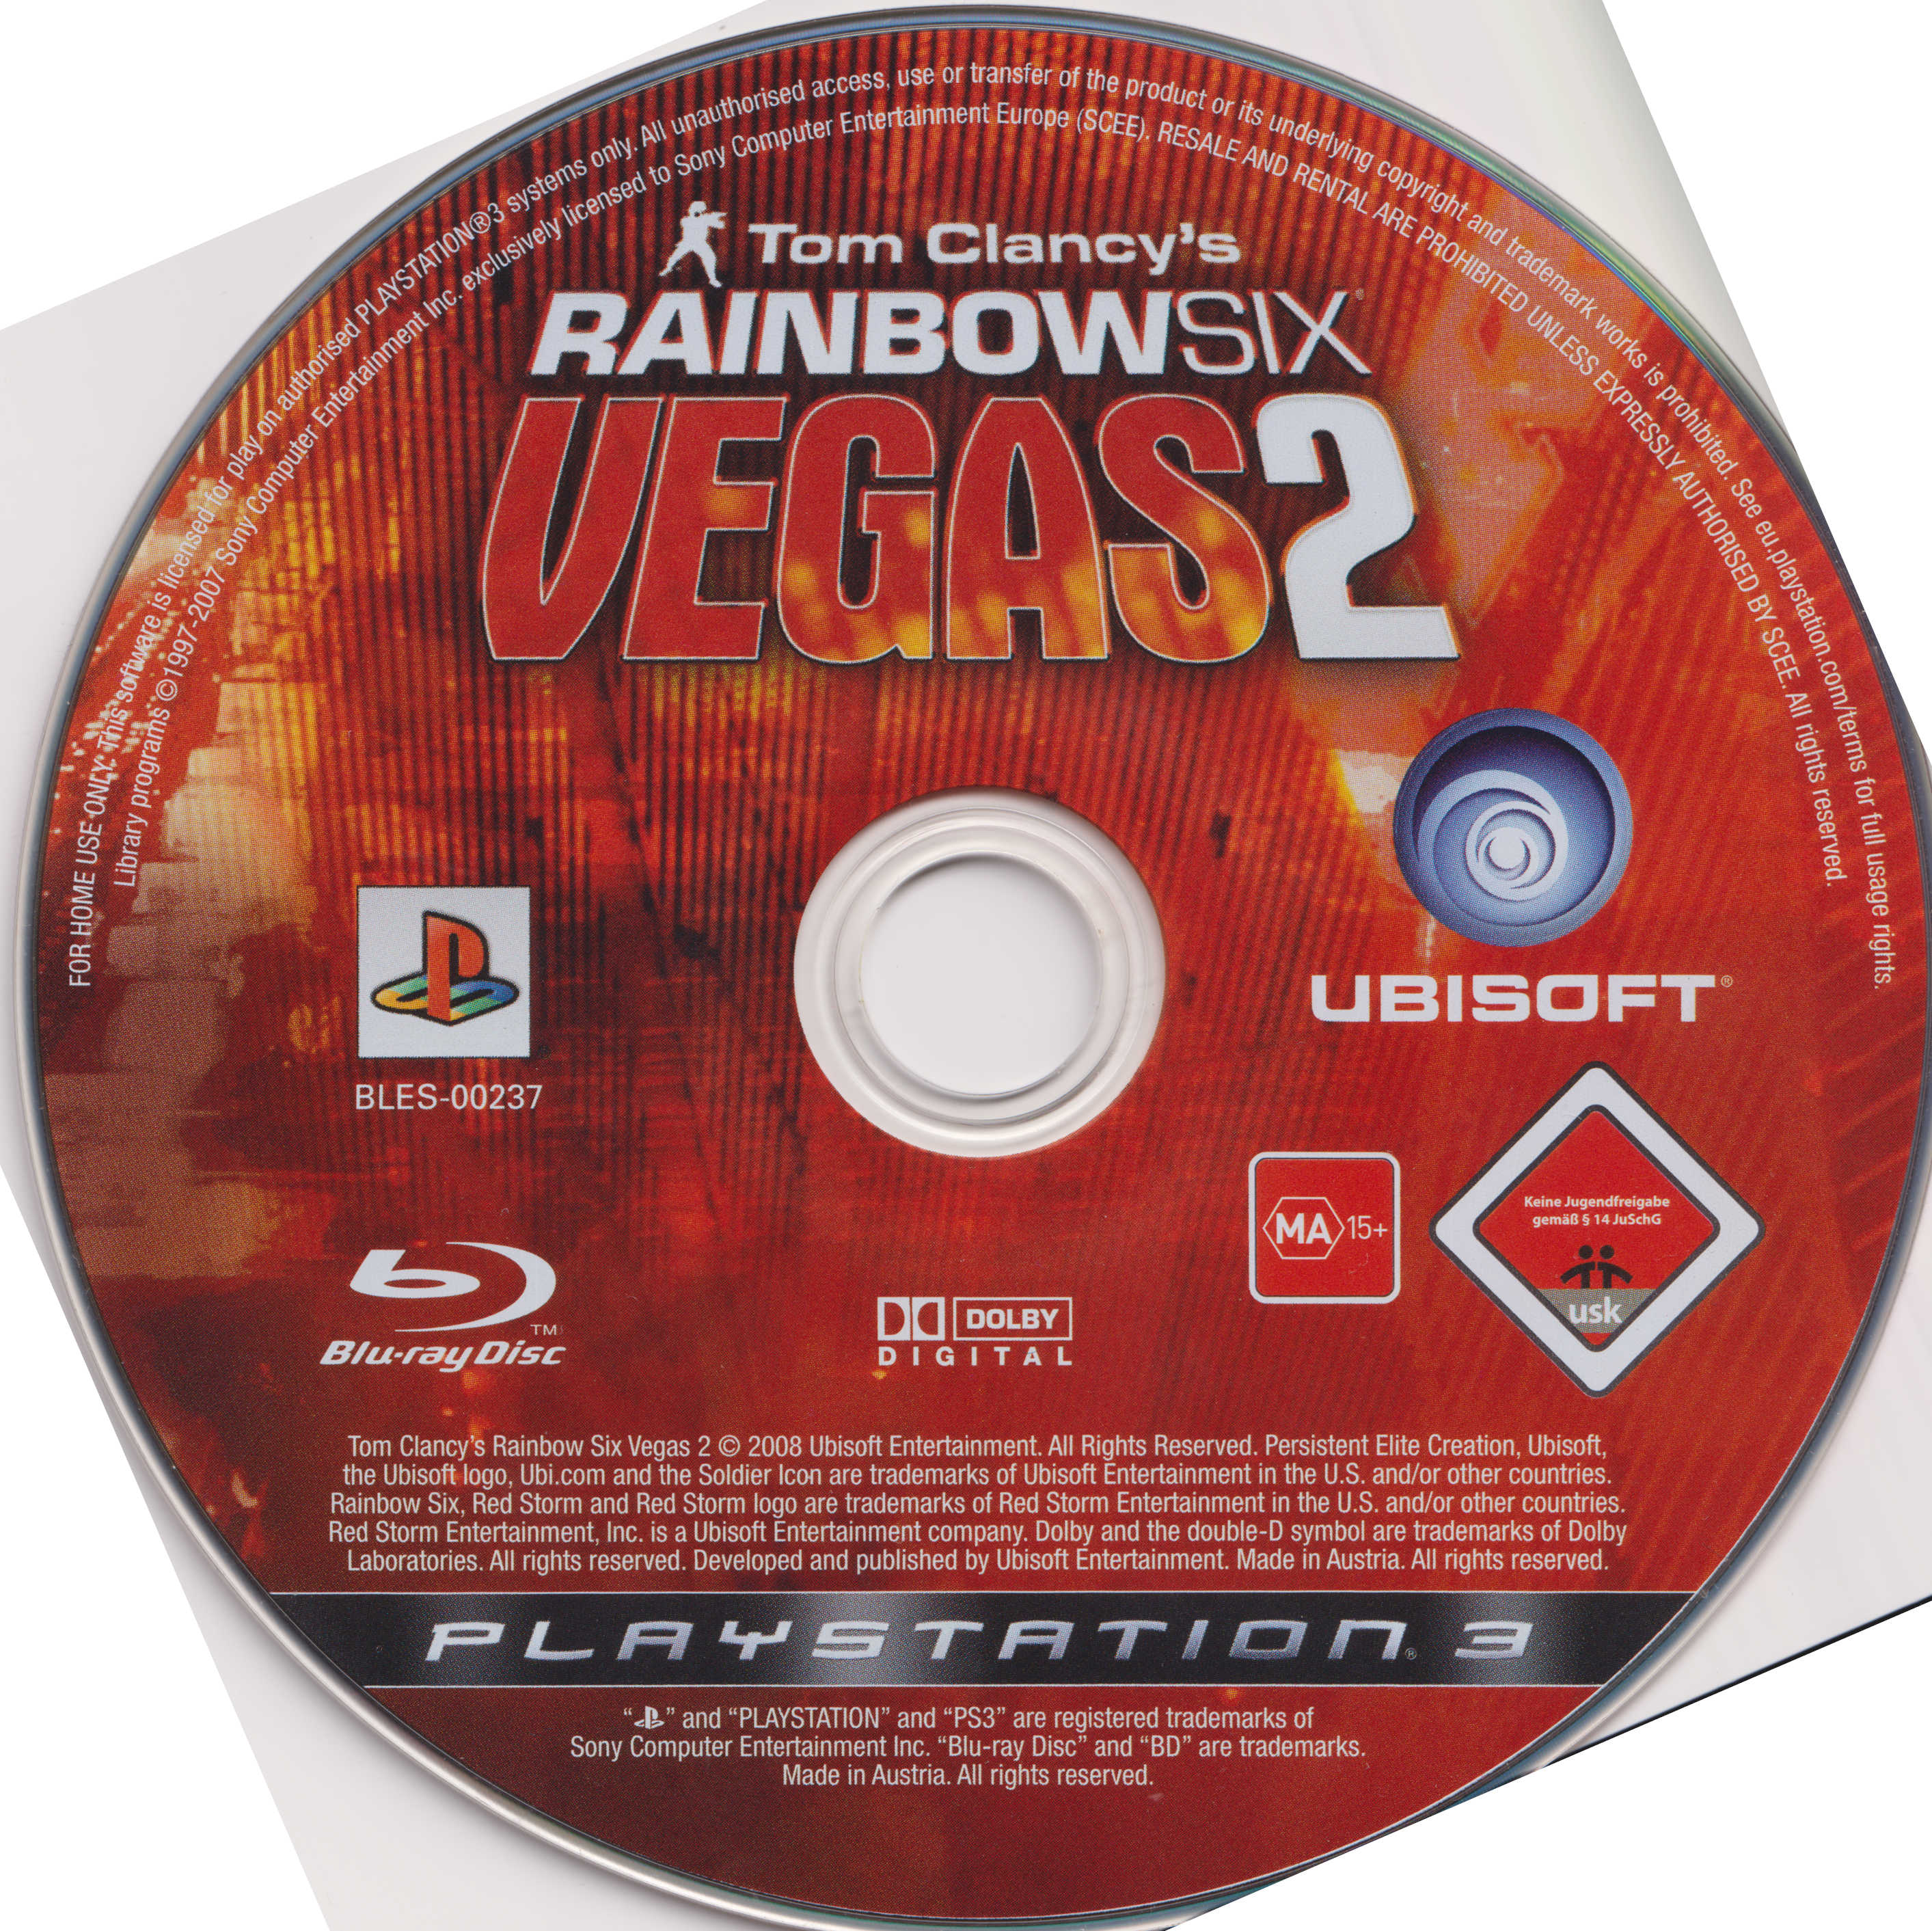 FOR HOME USE ONLY. This software is licensed for play on authorised PLAYSTATION®3 systems only. All unauthorised access, use or transfer of the product or its underlying copyright and trademark works is prohibited. See eu.playstation.com/terms for full usage rights.
Library programs ©1997-2007 Sony Computer Entertainment Inc. exclusively licensed to Sony Computer Entertainment Europe (SCEE). RESALE AND RENTAL ARE PROHIBITED UNLESS EXPRESSLY AUTHORISED BY SCEE. All rights reserved.
Tom Clancy's
RAINBOWSIX®
VEGAS2
UBISOFT®
BLES-00237
MA 15+
Keine Jugendfreigabe
gemäß § 14 JuSchG
usk
Blu-ray Disc™
DOLBY
DIGITAL
Tom Clancy's Rainbow Six Vegas 2 © 2008 Ubisoft Entertainment. All Rights Reserved. Persistent Elite Creation, Ubisoft,
the Ubisoft logo, Ubi.com and the Soldier Icon are trademarks of Ubisoft Entertainment in the U.S. and/or other countries.
Rainbow Six, Red Storm and Red Storm logo are trademarks of Red Storm Entertainment in the U.S. and/or other countries.
Red Storm Entertainment, Inc. is a Ubisoft Entertainment company. Dolby and the double-D symbol are trademarks of Dolby
Laboratories. All rights reserved. Developed and published by Ubisoft Entertainment. Made in Austria. All rights reserved.
PLAYSTATION®3
“PS” and “PLAYSTATION” and “PS3” are registered trademarks of
Sony Computer Entertainment Inc. “Blu-ray Disc” and “BD” are trademarks.
Made in Austria. All rights reserved.